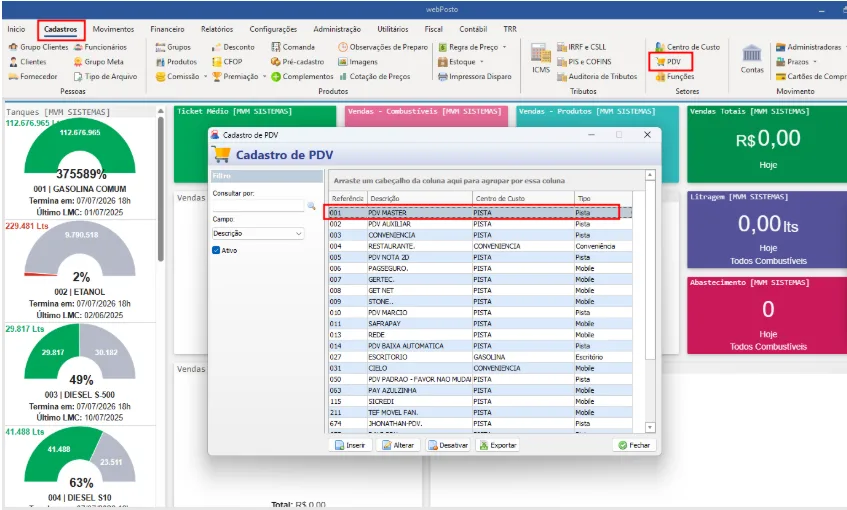 webPosto
Inicio Cadastros Movimentos Financeiro Relatórios Configurações Administração Utilitários Fiscal Contábil TRR
Grupo Clientes Funcionários Grupos Desconto Comanda Observações de Preparo Regra de Preço IRRF e CSLL Centro de Custo Administradoras
Clientes Grupo Meta Produtos CFOP Pré-cadastro Imagens Estoque ICMS PIS e COFINS PDV Contas Prazos
Fornecedor Tipo de Arquivo Comissão Premiação Complementos Cotação de Preços Impressora Disparo Auditoria de Tributos Funções Cartões de Compr
Pessoas Produtos Tributos Setores Movimento
Tanques [MVM SISTEMAS]
112.676.965 Lt
112.676.965
375589%
001 | GASOLINA COMUM
Termina em: 07/07/2026 18h
Último LMC: 01/07/2025
229.481 Lts
9.790.518
2%
002 | ETANOL
Termina em: 07/07/2026 18h
Último LMC: 02/06/2025
29.817 Lts
29.817 30.182
49%
003 | DIESEL S-500
Termina em: 07/07/2026 18h
Último LMC: 10/07/2025
41.488 Lts
41.488
23.511
63%
004 | DIESEL S10
Ticket Médio [MVM SISTEMAS]
Vendas - Combustíveis [MVM SISTEMAS]
Vendas - Produtos [MVM SISTEMAS]
Vendas
Vendas
Total: R$ 0,00
Cadastro de PDV
Cadastro de PDV
Filtro
Consultar por:
Campo:
Descrição
Ativo
Arraste um cabeçalho da coluna aqui para agrupar por essa coluna
Referência Descrição Centro de Custo Tipo
001 PDV MASTER PISTA Pista
002 PDV AUXILIAR PISTA Pista
003 CONVENIENCIA PISTA Pista
004 RESTAURANTE. CONVENIENCIA Conveniência
005 PDV NOTA 2D PISTA Pista
006 PAGSEGURO. PISTA Mobile
007 GERTEC. PISTA Mobile
008 GET NET PISTA Mobile
009 STONE.. PISTA Mobile
010 PDV MARCIO PISTA Pista
011 SAFRAPAY PISTA Mobile
013 REDE PISTA Mobile
014 PDV BAIXA AUTOMATICA PISTA Pista
027 ESCRITORIO GASOLINA Escritório
031 CIELO CONVENIENCIA Mobile
050 PDV PADRAO - FAVOR NAO MUDA PISTA Pista
063 PAY AZULZINHA PISTA Mobile
115 SICREDI PISTA Mobile
211 TEF MOVEL FAN. PISTA Mobile
674 JHONATHAN-PDV. PISTA Pista
Inserir Alterar Desativar Exportar Fechar
Vendas Totais [MVM SISTEMAS]
R$0,00
Hoje
Litragem [MVM SISTEMAS]
0,00lts
Hoje
Todos Combustíveis
Abastecimento [MVM SISTEMAS]
0
Hoje
Todos Combustíveis